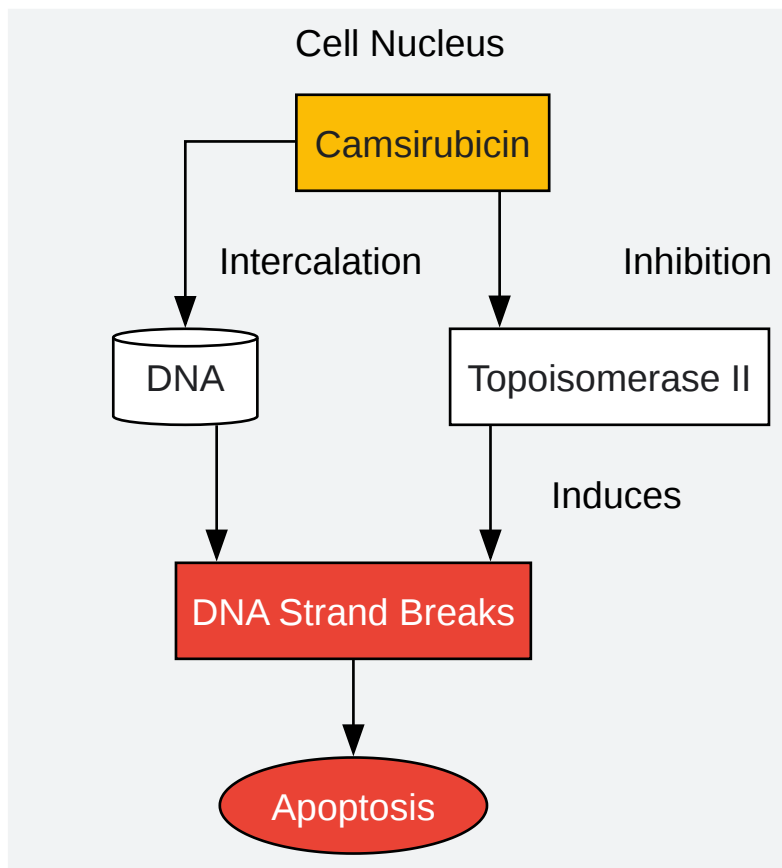 Cell Nucleus
Camsirubicin
Intercalation
Inhibition
DNA
Topoisomerase II
Induces
DNA Strand Breaks
Apoptosis